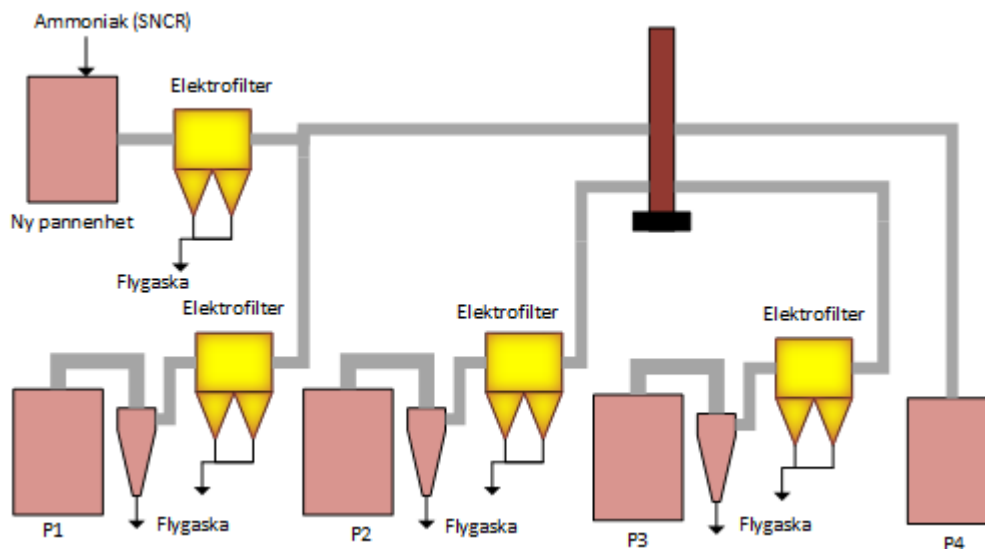 Ammoniak (SNCR)
Elektrofilter
Ny pannenhet
Flygaska
Elektrofilter
Elektrofilter
Elektrofilter
P1
Flygaska
P2
Flygaska
P3
Flygaska
P4